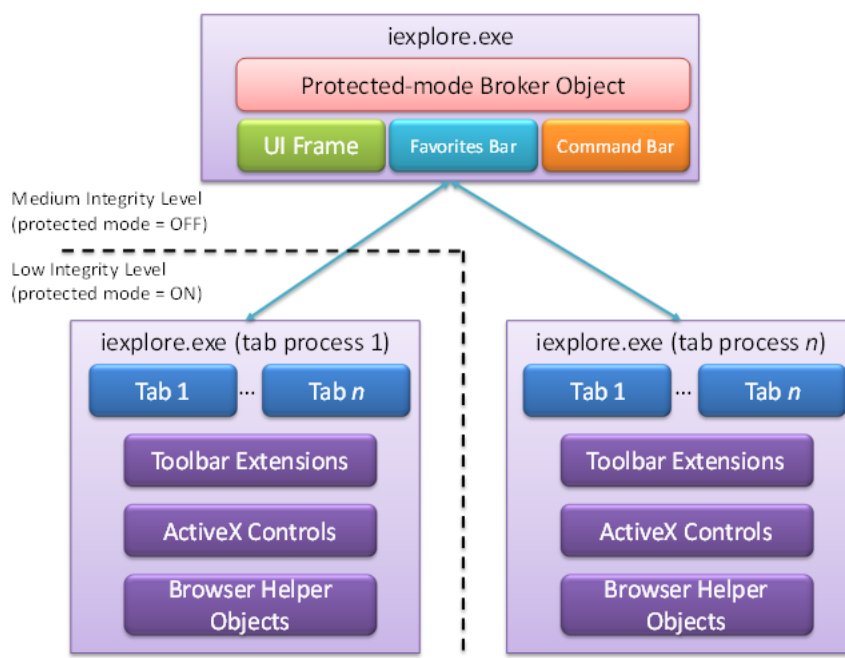 iexplore.exe
Protected-mode Broker Object
UI Frame
Favorites Bar
Command Bar
Medium Integrity Level
(protected mode = OFF)
Low Integrity Level
(protected mode = ON)
iexplore.exe (tab process 1)
Tab 1
...
Tab n
Toolbar Extensions
ActiveX Controls
Browser Helper
Objects
iexplore.exe (tab process n)
Tab 1
...
Tab n
Toolbar Extensions
ActiveX Controls
Browser Helper
Objects